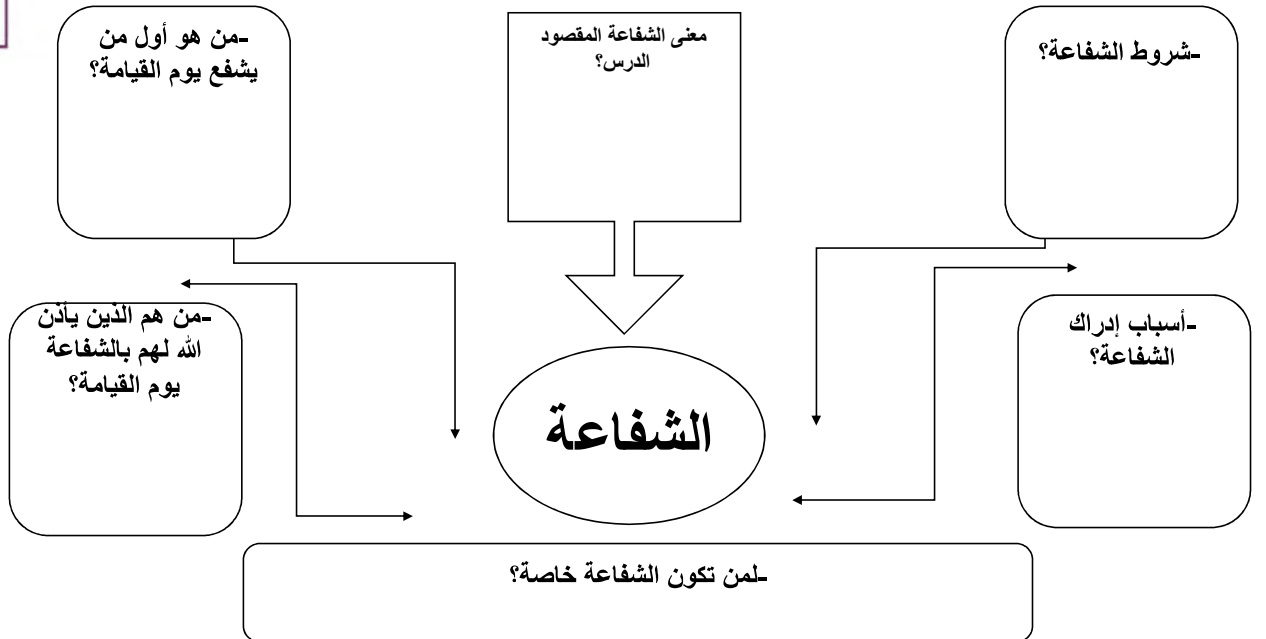 -شروط الشفاعة؟
معنى الشفاعة المقصود
الدرس؟
-من هو أول من
يشفع يوم القيامة؟
-أسباب إدراك
الشفاعة؟
الشفاعة
-من هم الذين يأذن
الله لهم بالشفاعة
يوم القيامة؟
-لمن تكون الشفاعة خاصة؟